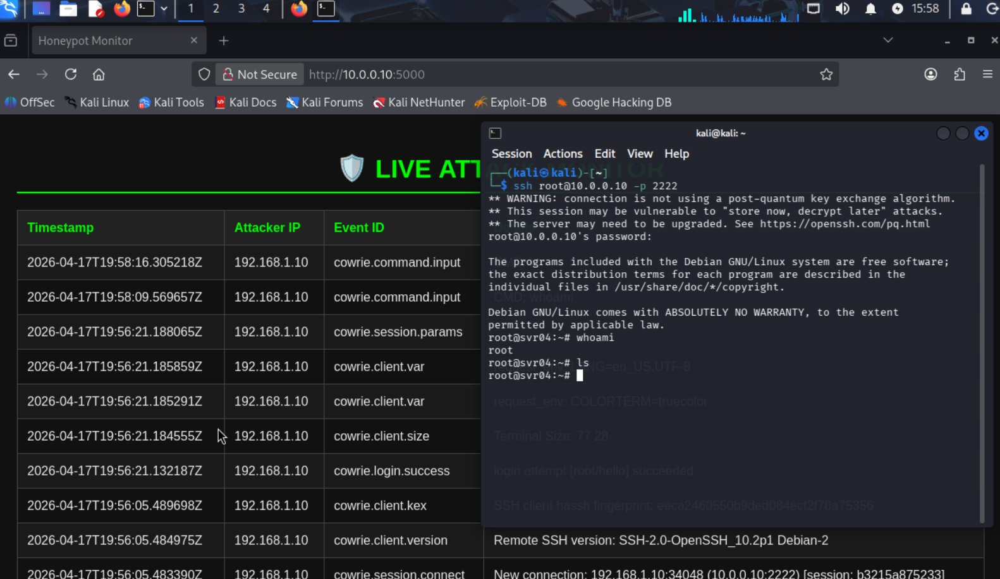 1 2 3 4 15:58
Honeypot Monitor
Not Secure http://10.0.0.10:5000
OffSec Kali Linux Kali Tools Kali Docs Kali Forums Kali NetHunter Exploit-DB Google Hacking DB
LIVE ATTACK MONITOR
Timestamp Attacker IP Event ID
2026-04-17T19:58:16.305218Z 192.168.1.10 cowrie.command.input
2026-04-17T19:58:09.569657Z 192.168.1.10 cowrie.command.input CMD: whoami
2026-04-17T19:56:21.188065Z 192.168.1.10 cowrie.session.params
2026-04-17T19:56:21.185859Z 192.168.1.10 cowrie.client.var
2026-04-17T19:56:21.185291Z 192.168.1.10 cowrie.client.var request_env: COLORTERM=truecolor
2026-04-17T19:56:21.184555Z 192.168.1.10 cowrie.client.size Terminal Size: 77 28
2026-04-17T19:56:21.132187Z 192.168.1.10 cowrie.login.success login attempt [root/hello] succeeded
2026-04-17T19:56:05.489698Z 192.168.1.10 cowrie.client.kex SSH client hassh fingerprint: eeca2460550b9ded084ecf2f70a75356
2026-04-17T19:56:05.484975Z 192.168.1.10 cowrie.client.version Remote SSH version: SSH-2.0-OpenSSH_10.2p1 Debian-2
2026-04-17T19:56:05.483390Z 192.168.1.10 cowrie.session.connect New connection: 192.168.1.10:34048 (10.0.0.10:2222) [session: b3215a875233]
kali@kali: ~
Session Actions Edit View Help
┌──(kali㉿kali)-[~]
└─$ ssh root@10.0.0.10 -p 2222
** WARNING: connection is not using a post-quantum key exchange algorithm.
** This session may be vulnerable to "store now, decrypt later" attacks.
** The server may need to be upgraded. See https://openssh.com/pq.html
root@10.0.0.10's password:
The programs included with the Debian GNU/Linux system are free software;
the exact distribution terms for each program are described in the
individual files in /usr/share/doc/*/copyright.
Debian GNU/Linux comes with ABSOLUTELY NO WARRANTY, to the extent
permitted by applicable law.
root@svr04:~# whoami
root
root@svr04:~# ls
root@svr04:~#